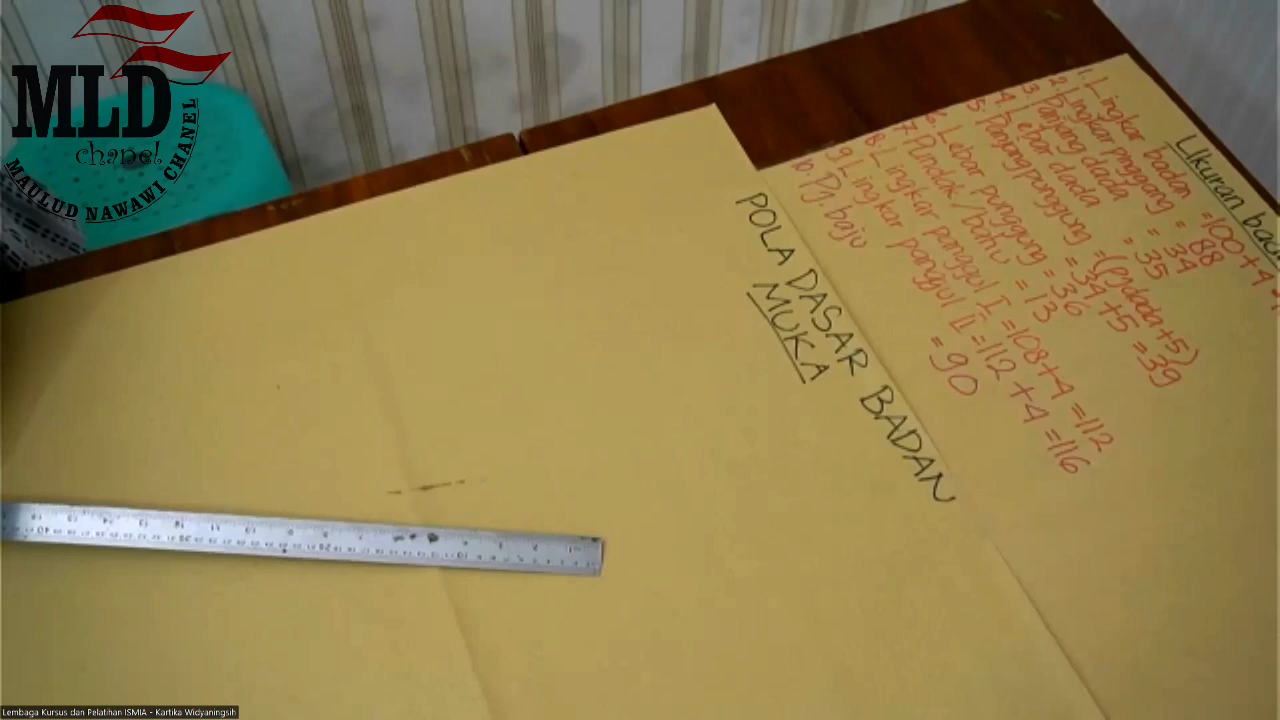 MLD
chanel
MAULUD NAWAWI CHANEL
Ukuran bada
1. Lingkar badan = 100 + 4 =
2. Lingkar pinggang = 88
3 Panjang dada = 34
4 Lebar dada = 35
5 Panjang punggung = (pj dada + 5)
= 34 + 5 = 39
6 Lebar punggung = 36
7 Pundak / bahu = 13
8 Lingkar panggul I = 108 + 4 = 112
9 Lingkar panggul II = 112 + 4 = 116
10 Pj baju = 90
POLA DASAR BADAN
MUKA
Lembaga Kursus dan Pelatihan ISMIA - Kartika Widyaningsih